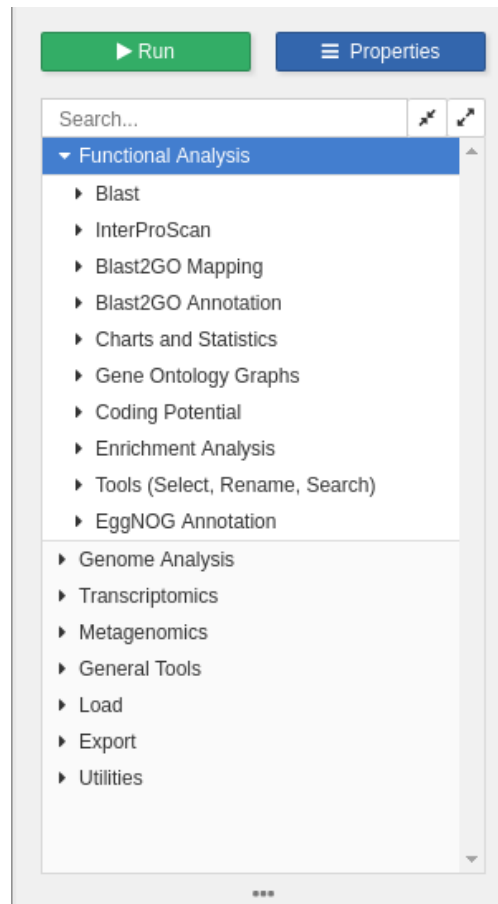 Run
Properties
Search...
Functional Analysis
Blast
InterProScan
Blast2GO Mapping
Blast2GO Annotation
Charts and Statistics
Gene Ontology Graphs
Coding Potential
Enrichment Analysis
Tools (Select, Rename, Search)
EggNOG Annotation
Genome Analysis
Transcriptomics
Metagenomics
General Tools
Load
Export
Utilities